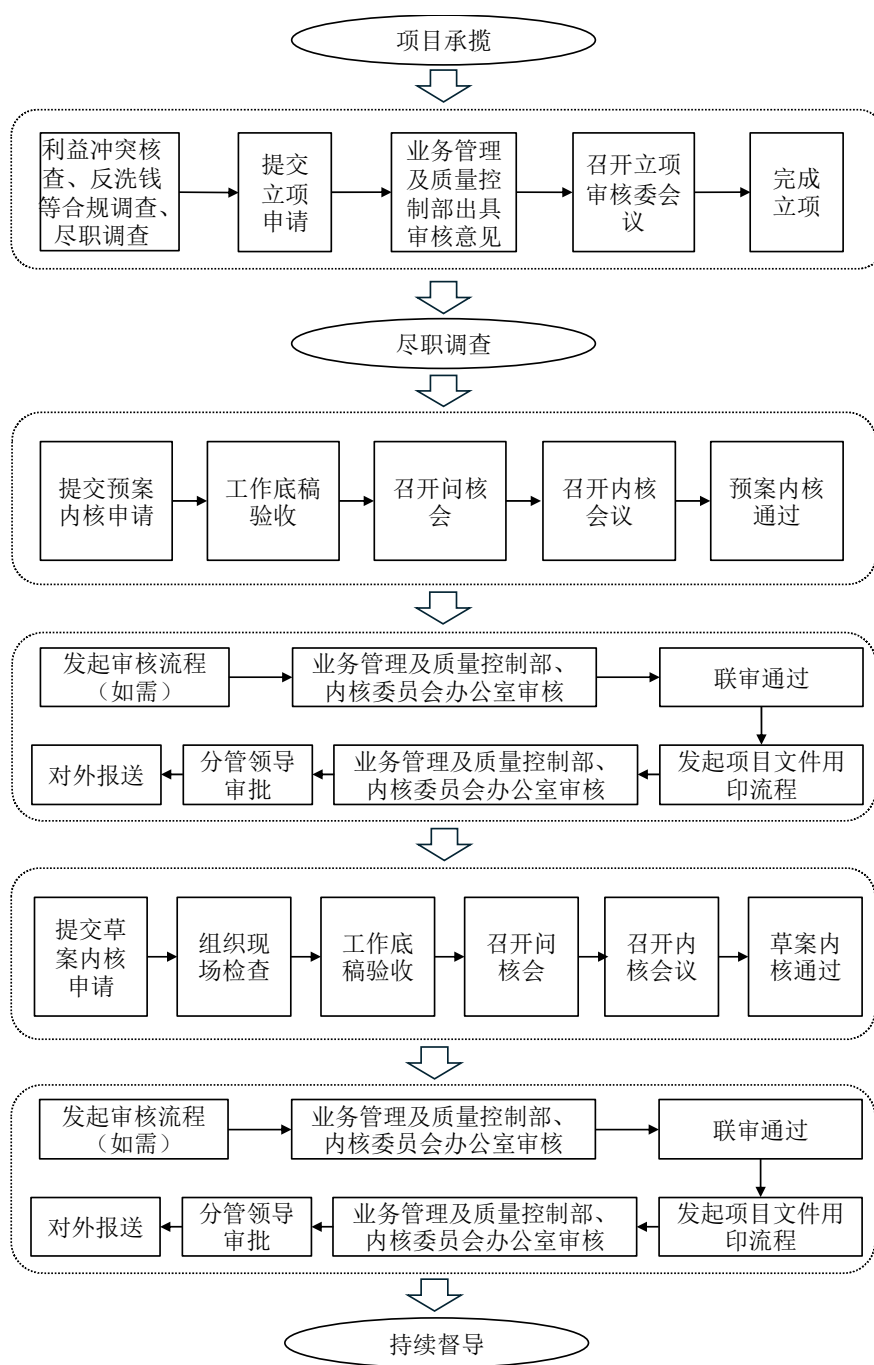 项目承揽
利益冲突核
查、反洗钱
等合规调查、
尽职调查
提交
立项
申请
业务管理
及质量控
制部出具
审核意见
召开立项
审核委会
议
完成
立项
尽职调查
提交预案
内核申请
工作底稿
验收
召开问核
会
召开内核
会议
预案内核
通过
发起审核流程
（如需）
业务管理及质量控制部、
内核委员会办公室审核
联审通过
发起项目文件用
印流程
业务管理及质量控制部、
内核委员会办公室审核
分管领导
审批
对外报送
提交草
案内核
申请
组织现
场检查
工作底
稿验收
召开问
核会
召开内
核会议
草案内
核通过
发起审核流程
（如需）
业务管理及质量控制部、
内核委员会办公室审核
联审通过
发起项目文件用
印流程
业务管理及质量控制部、
内核委员会办公室审核
分管领导
审批
对外报送
持续督导